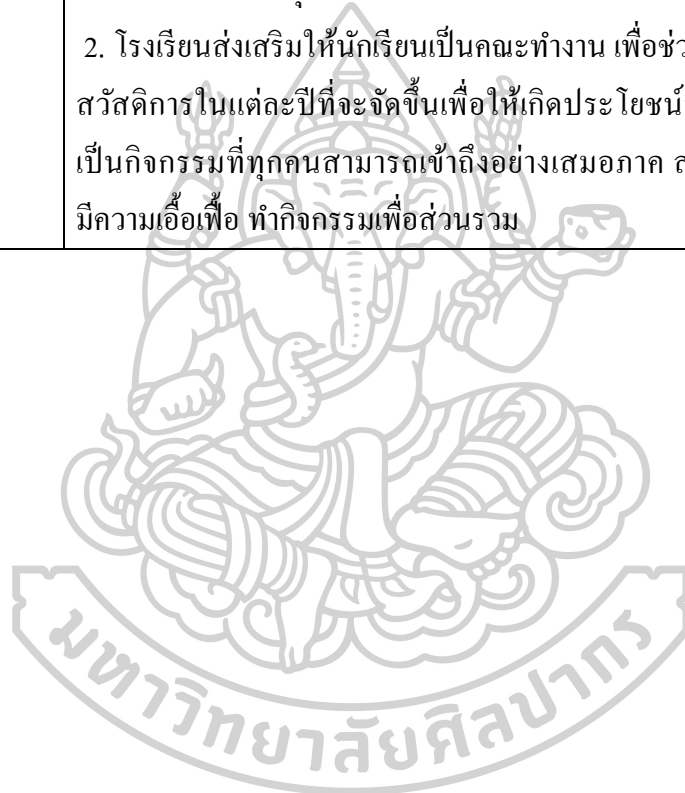 2. โรงเรียนส่งเสริมให้นักเรียนเป็นคณะทำงาน เพื่อช่ว
สวัสดิการในแต่ละปีที่จะจัดขึ้นเพื่อให้เกิดประโยชน์
เป็นกิจกรรมที่ทุกคนสามารถเข้าถึงอย่างเสมอภาค ส
มีความเอื้อเฟื้อ ทำกิจกรรมเพื่อส่วนรวม
มหาวิทยาลัยศิลปากร